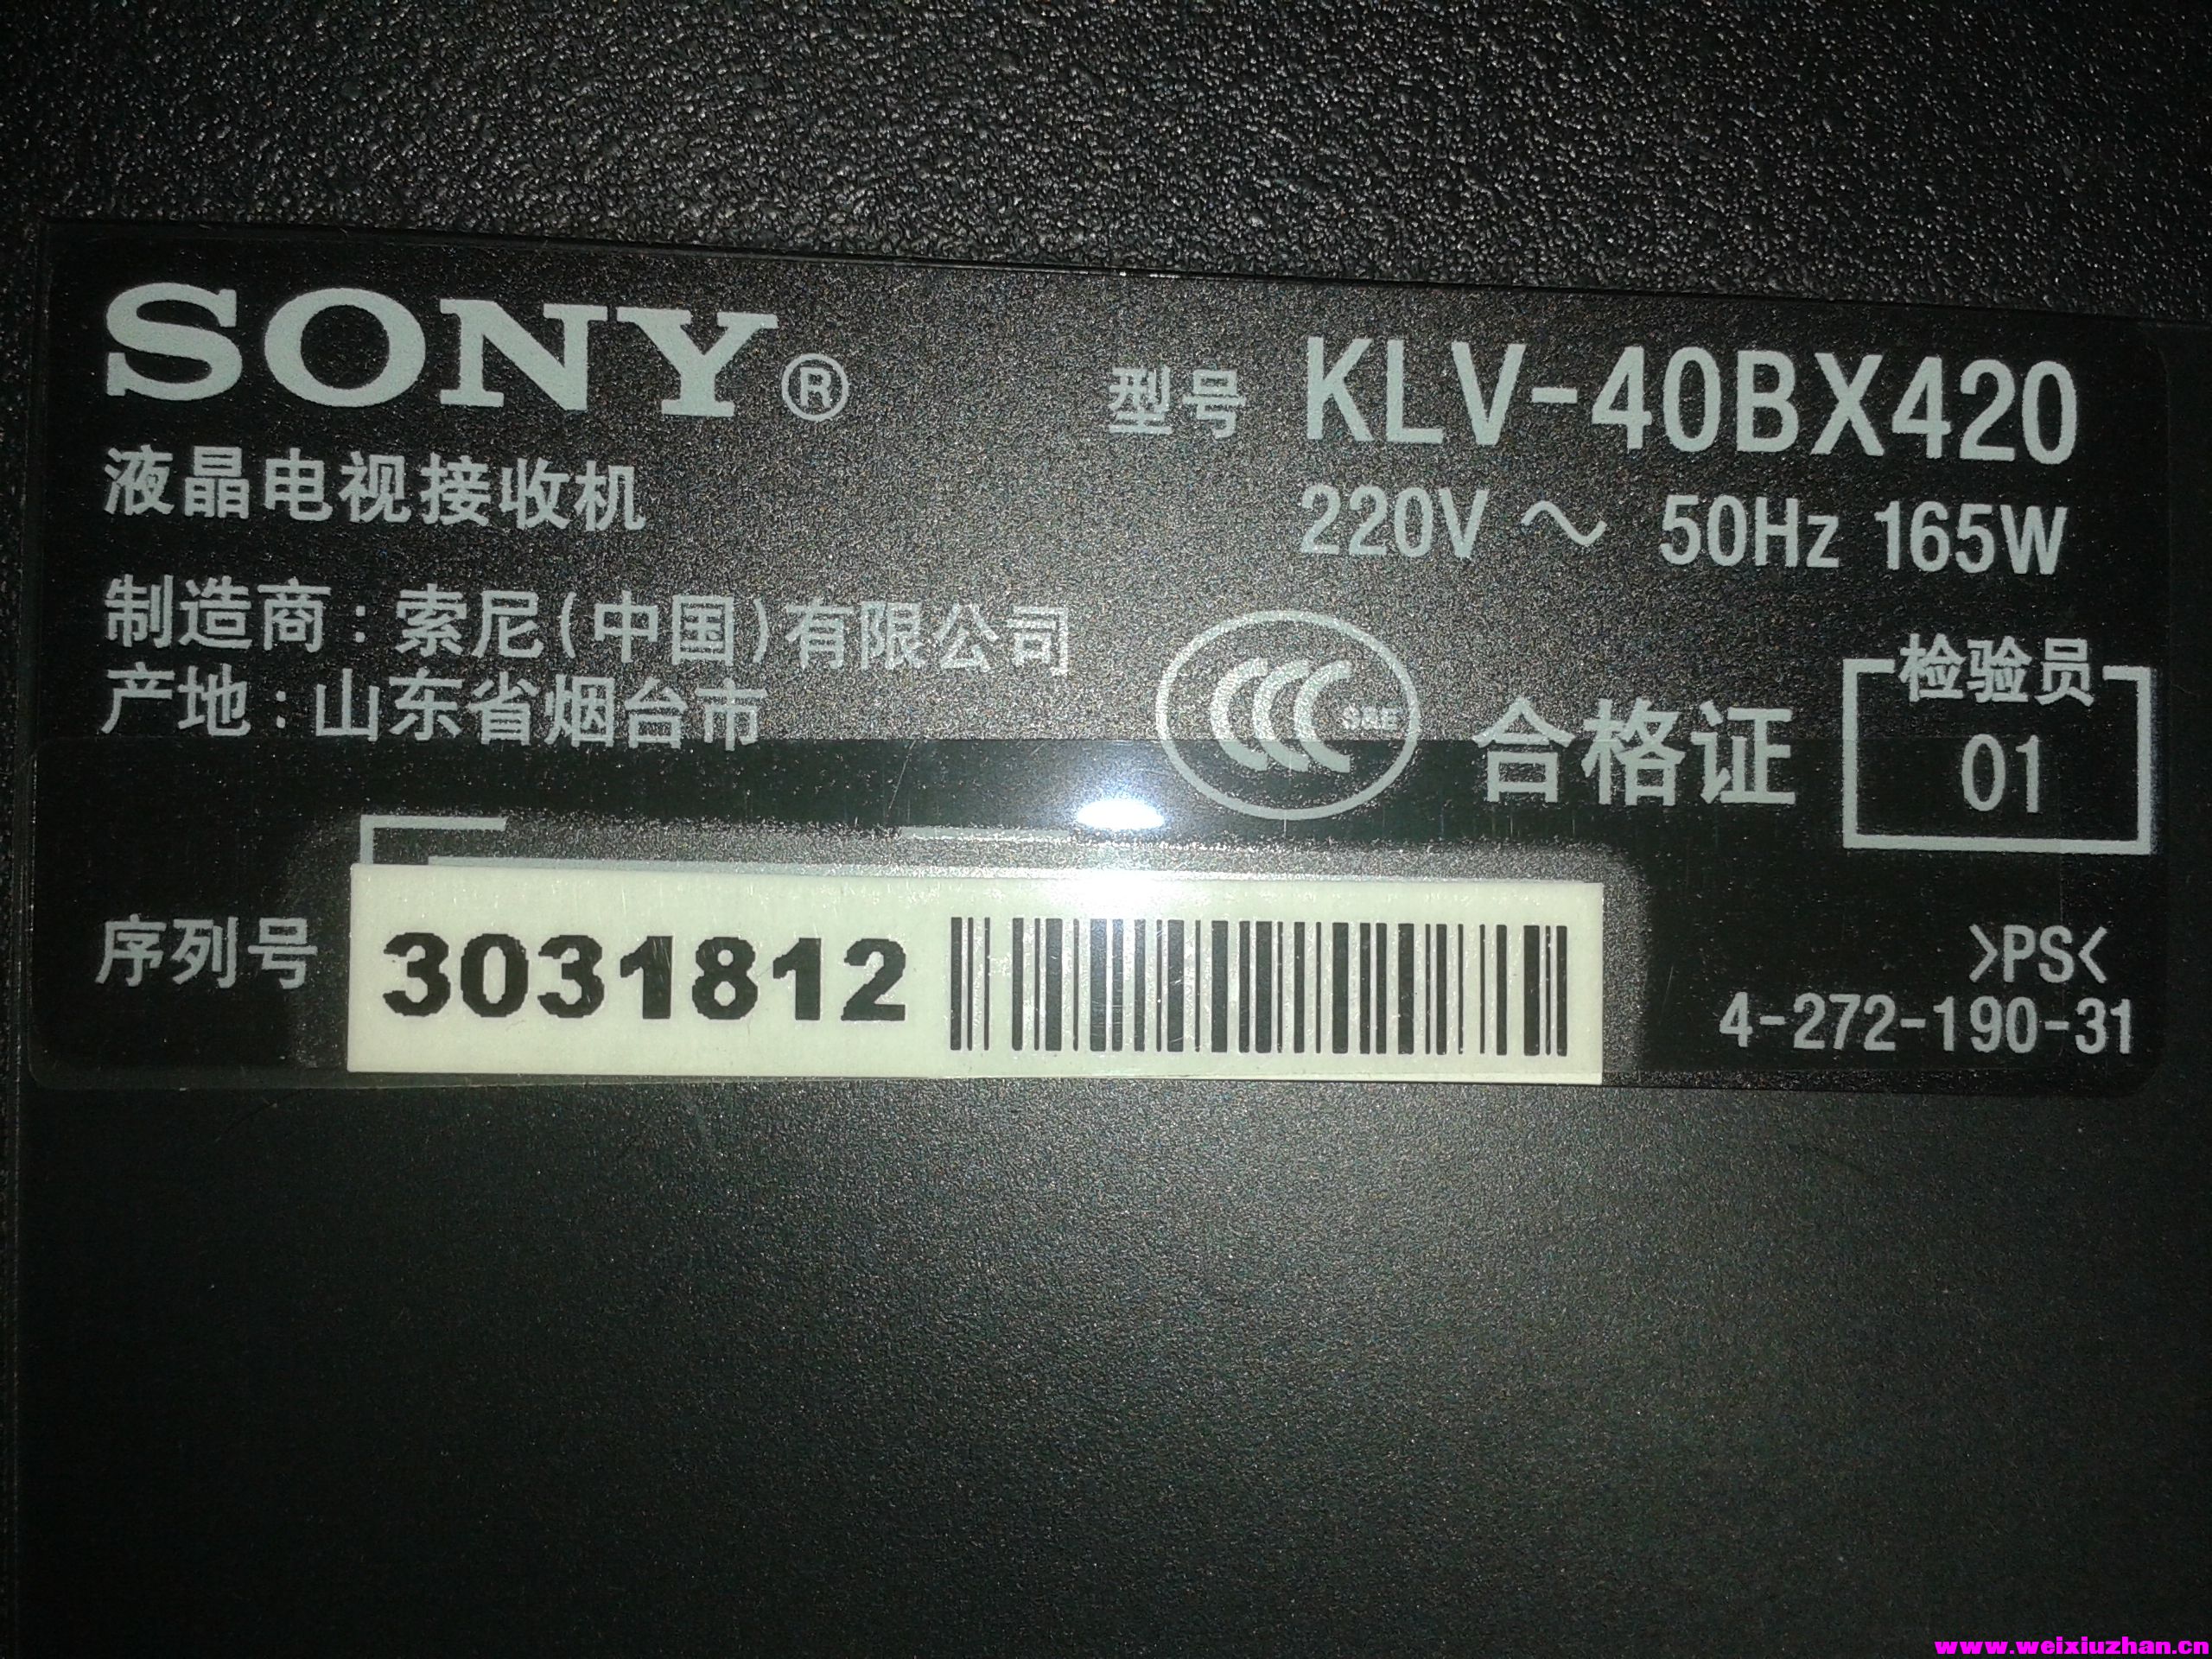 SONY®
型号 KLV-40BX420
液晶电视接收机
220V ～ 50Hz 165W
制造商：索尼(中国)有限公司
产地：山东省烟台市
CCC S&E
合格证
检验员
01
序列号 3031812
>PS<
4-272-190-31
www.weixiuzhan.cn